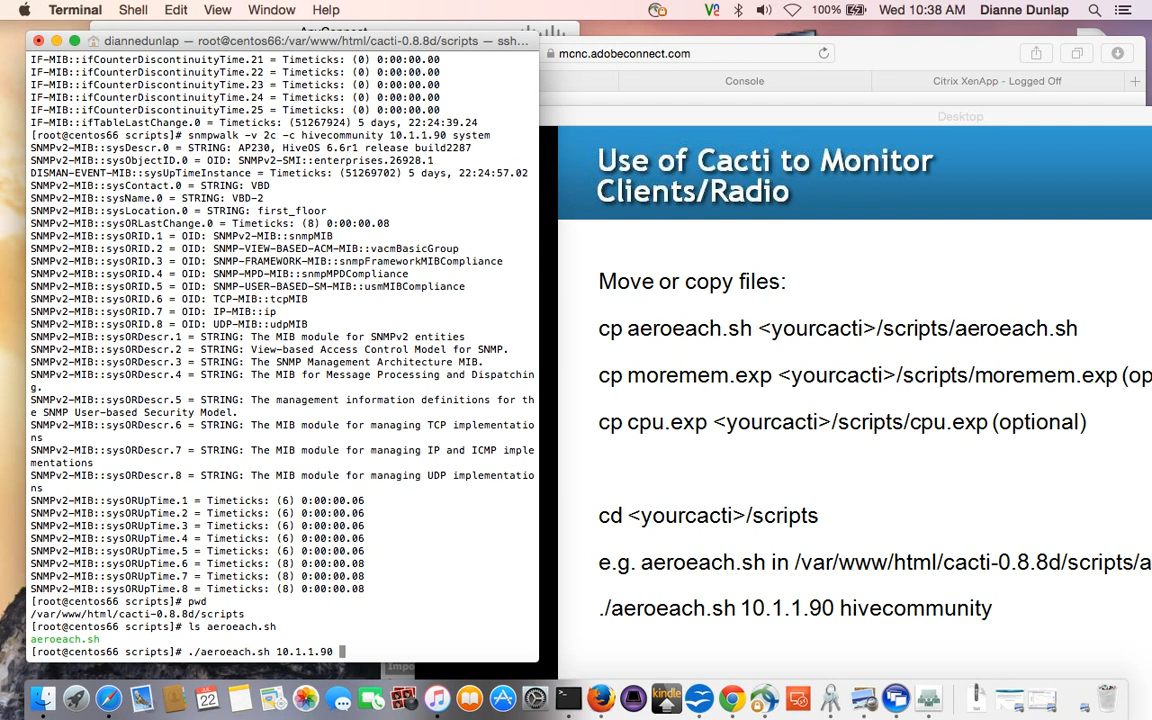 Terminal Shell Edit View Window Help
100% Wed 10:38 AM Dianne Dunlap
diannedunlap — root@centos66:/var/www/html/cacti-0.8.8d/scripts — ssh...
IF-MIB::ifCounterDiscontinuityTime.21 = Timeticks: (0) 0:00:00.00
IF-MIB::ifCounterDiscontinuityTime.22 = Timeticks: (0) 0:00:00.00
IF-MIB::ifCounterDiscontinuityTime.23 = Timeticks: (0) 0:00:00.00
IF-MIB::ifCounterDiscontinuityTime.24 = Timeticks: (0) 0:00:00.00
IF-MIB::ifCounterDiscontinuityTime.25 = Timeticks: (0) 0:00:00.00
IF-MIB::ifTableLastChange.0 = Timeticks: (51267924) 5 days, 22:24:39.24
[root@centos66 scripts]# snmpwalk -v 2c -c hivecommunity 10.1.1.90 system
SNMPv2-MIB::sysDescr.0 = STRING: AP230, HiveOS 6.6r1 release build2287
SNMPv2-MIB::sysObjectID.0 = OID: SNMPv2-SMI::enterprises.26928.1
DISMAN-EVENT-MIB::sysUpTimeInstance = Timeticks: (51269702) 5 days, 22:24:57.02
SNMPv2-MIB::sysContact.0 = STRING: VBD
SNMPv2-MIB::sysName.0 = STRING: VBD-2
SNMPv2-MIB::sysLocation.0 = STRING: first_floor
SNMPv2-MIB::sysORLastChange.0 = Timeticks: (8) 0:00:00.08
SNMPv2-MIB::sysORID.1 = OID: SNMPv2-MIB::snmpMIB
SNMPv2-MIB::sysORID.2 = OID: SNMP-VIEW-BASED-ACM-MIB::vacmBasicGroup
SNMPv2-MIB::sysORID.3 = OID: SNMP-FRAMEWORK-MIB::snmpFrameworkMIBCompliance
SNMPv2-MIB::sysORID.4 = OID: SNMP-MPD-MIB::snmpMPDCompliance
SNMPv2-MIB::sysORID.5 = OID: SNMP-USER-BASED-SM-MIB::usmMIBCompliance
SNMPv2-MIB::sysORID.6 = OID: TCP-MIB::tcpMIB
SNMPv2-MIB::sysORID.7 = OID: IP-MIB::ip
SNMPv2-MIB::sysORID.8 = OID: UDP-MIB::udpMIB
SNMPv2-MIB::sysORDescr.1 = STRING: The MIB module for SNMPv2 entities
SNMPv2-MIB::sysORDescr.2 = STRING: View-based Access Control Model for SNMP.
SNMPv2-MIB::sysORDescr.3 = STRING: The SNMP Management Architecture MIB.
SNMPv2-MIB::sysORDescr.4 = STRING: The MIB for Message Processing and Dispatchin
g.
SNMPv2-MIB::sysORDescr.5 = STRING: The management information definitions for th
e SNMP User-based Security Model.
SNMPv2-MIB::sysORDescr.6 = STRING: The MIB module for managing TCP implementatio
ns
SNMPv2-MIB::sysORDescr.7 = STRING: The MIB module for managing IP and ICMP imple
mentations
SNMPv2-MIB::sysORDescr.8 = STRING: The MIB module for managing UDP implementatio
ns
SNMPv2-MIB::sysORUpTime.1 = Timeticks: (6) 0:00:00.06
SNMPv2-MIB::sysORUpTime.2 = Timeticks: (6) 0:00:00.06
SNMPv2-MIB::sysORUpTime.3 = Timeticks: (6) 0:00:00.06
SNMPv2-MIB::sysORUpTime.4 = Timeticks: (6) 0:00:00.06
SNMPv2-MIB::sysORUpTime.5 = Timeticks: (6) 0:00:00.06
SNMPv2-MIB::sysORUpTime.6 = Timeticks: (8) 0:00:00.08
SNMPv2-MIB::sysORUpTime.7 = Timeticks: (8) 0:00:00.08
SNMPv2-MIB::sysORUpTime.8 = Timeticks: (8) 0:00:00.08
[root@centos66 scripts]# pwd
/var/www/html/cacti-0.8.8d/scripts
[root@centos66 scripts]# ls aeroeach.sh
aeroeach.sh
[root@centos66 scripts]# ./aeroeach.sh 10.1.1.90
mcnc.adobeconnect.com
Console
Citrix XenApp - Logged Off
Desktop
Use of Cacti to Monitor
Clients/Radio
Move or copy files:
cp aeroeach.sh <yourcacti>/scripts/aeroeach.sh
cp moremem.exp <yourcacti>/scripts/moremem.exp (op
cp cpu.exp <yourcacti>/scripts/cpu.exp (optional)
cd <yourcacti>/scripts
e.g. aeroeach.sh in /var/www/html/cacti-0.8.8d/scripts/a
./aeroeach.sh 10.1.1.90 hivecommunity
Impo
JUL
22
kindle